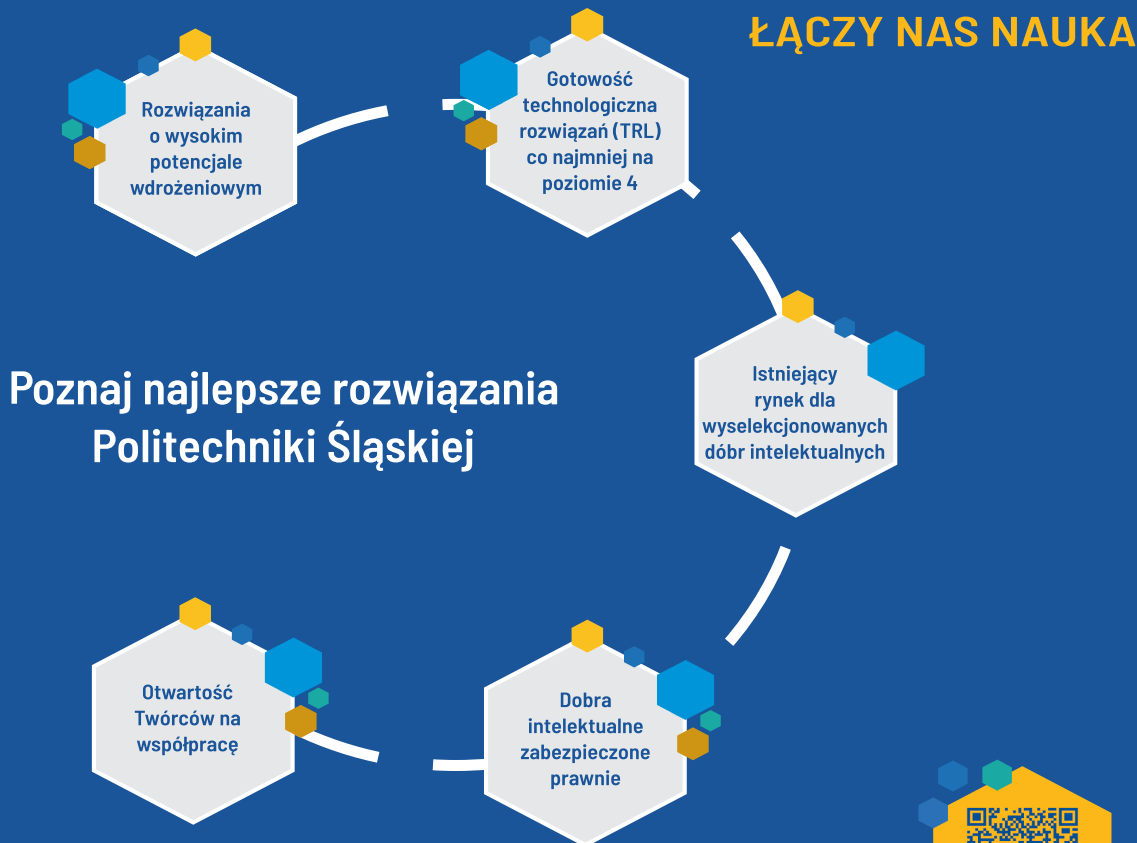 ŁĄCZY NAS NAUKA
Rozwiązania
o wysokim
potencjale
wdrożeniowym
Gotowość
technologiczna
rozwiązań (TRL)
co najmniej na
poziomie 4
Istniejący
rynek dla
wyselekcjonowanych
dóbr intelektualnych
Poznaj najlepsze rozwiązania
Politechniki Śląskiej
Otwartość
Twórców na
współpracę
Dobra
intelektualne
zabezpieczone
prawnie